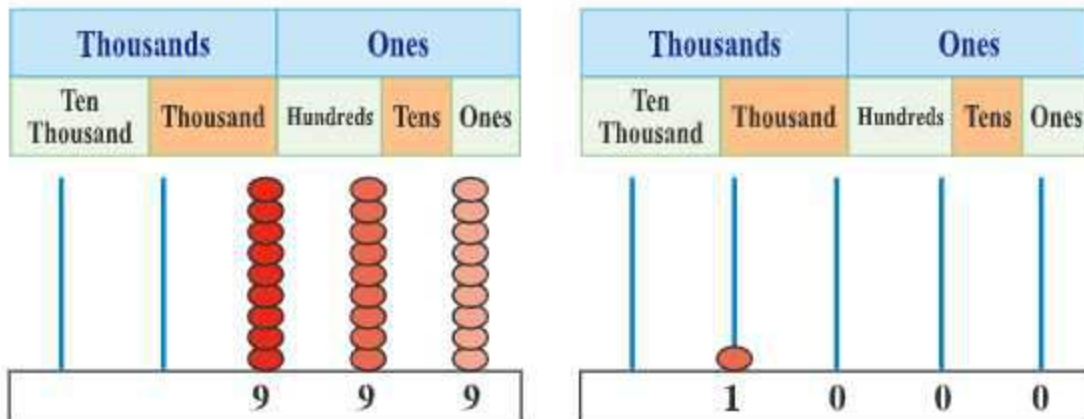 Thousands Ones
Ten Thousand Thousand Hundreds Tens Ones
9 9 9
Thousands Ones
Ten Thousand Thousand Hundreds Tens Ones
1 0 0 0